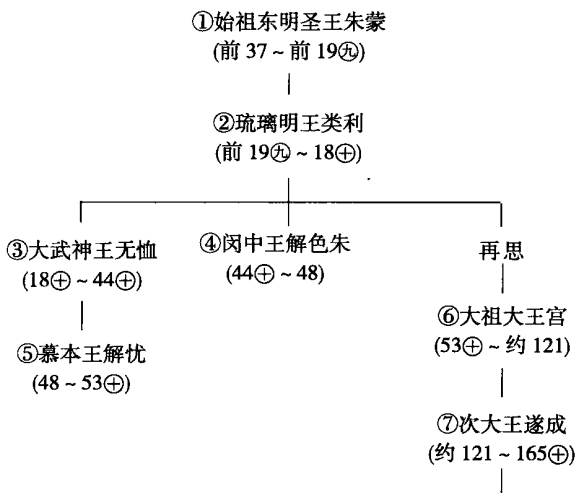 ①始祖东明圣王朱蒙
(前 37 ~ 前 19㊈)
②琉璃明王类利
(前 19㊈ ~ 18㊉)
③大武神王无恤
(18㊉ ~ 44㊉)
④闵中王解色朱
(44㊉ ~ 48)
再思
⑤慕本王解忧
(48 ~ 53㊉)
⑥大祖大王宫
(53㊉ ~ 约 121)
⑦次大王遂成
(约 121 ~ 165㊉)